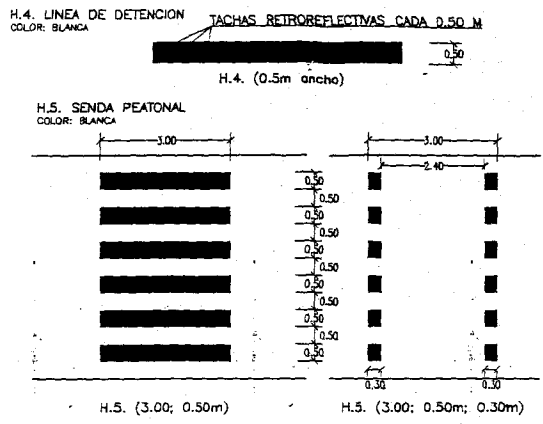 H.4. LINEA DE DETENCION
COLOR: BLANCA
TACHAS RETROREFLECTIVAS CADA 0.50 M
0.50
H.4. (0.5m ancho)
H.5. SENDA PEATONAL
COLOR: BLANCA
3.00
3.00
2.40
0.50
0.50
0.50
0.50
0.50
0.50
0.50
0.50
0.50
0.50
0.50
0.30
0.30
H.5. (3.00; 0.50m)
H.5. (3.00; 0.50m; 0.30m)